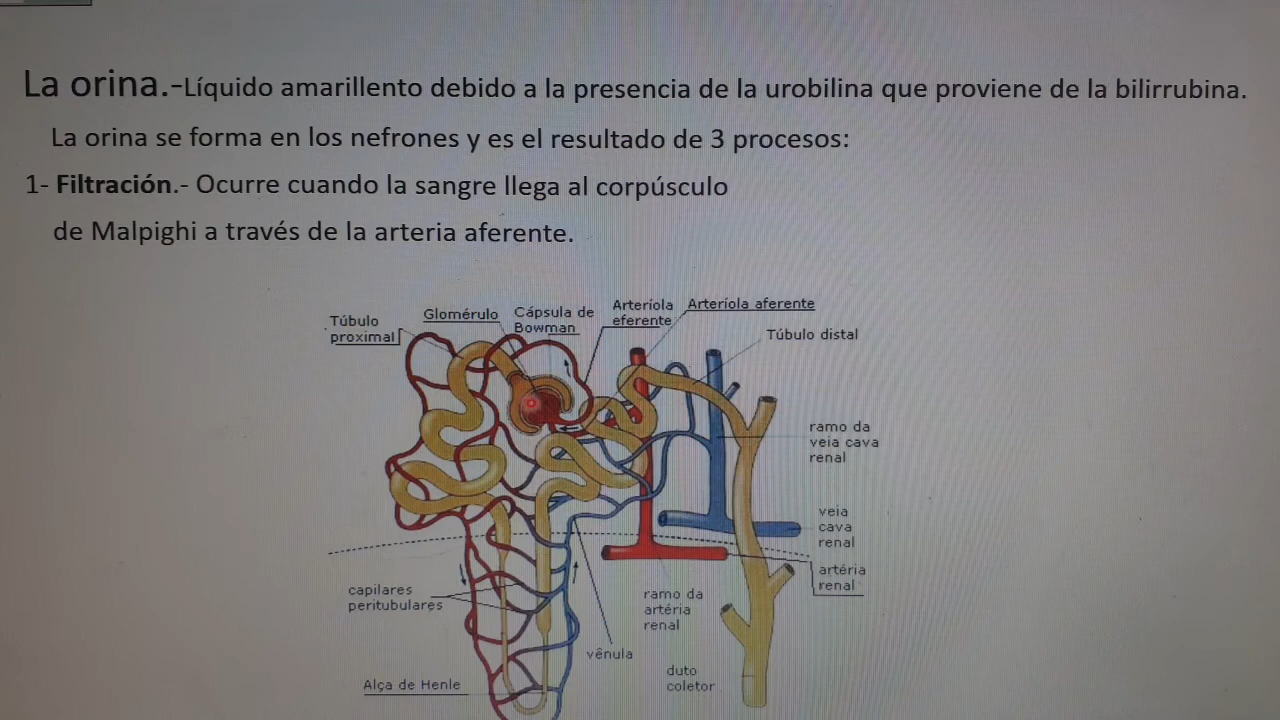 La orina.-Líquido amarillento debido a la presencia de la urobilina que proviene de la bilirrubina.
La orina se forma en los nefrones y es el resultado de 3 procesos:
1- Filtración.- Ocurre cuando la sangre llega al corpúsculo
de Malpighi a través de la arteria aferente.
Túbulo
proximal
Glomérulo
Cápsula de
Bowman
Arteríola
eferente
Arteríola aferente
Túbulo distal
ramo da
veia cava
renal
veia
cava
renal
artéria
renal
capilares
peritubulares
ramo da
artéria
renal
vênula
duto
coletor
Alça de Henle